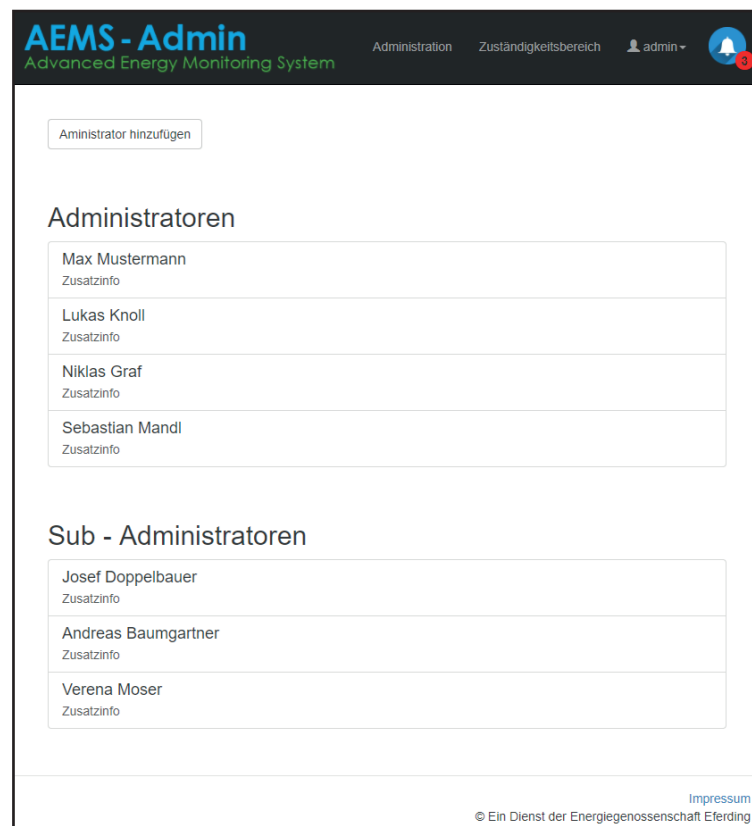 AEMS - Admin
Advanced Energy Monitoring System
Administration
Zuständigkeitsbereich
admin
3
Aministrator hinzufügen
Administratoren
Max Mustermann
Zusatzinfo
Lukas Knoll
Zusatzinfo
Niklas Graf
Zusatzinfo
Sebastian Mandl
Zusatzinfo
Sub - Administratoren
Josef Doppelbauer
Zusatzinfo
Andreas Baumgartner
Zusatzinfo
Verena Moser
Zusatzinfo
Impressum
© Ein Dienst der Energiegenossenschaft Eferding